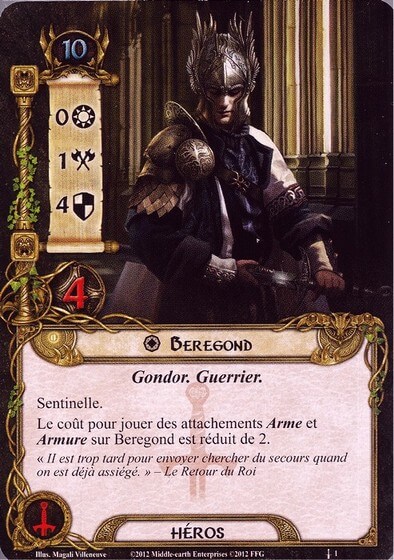 10
0
1
4
4
BEREGOND
Gondor. Guerrier.
Sentinelle.
Le coût pour jouer des attachements Arme et
Armure sur Beregond est réduit de 2.
« Il est trop tard pour envoyer chercher du secours quand
on est déjà assiégé. » – Le Retour du Roi
HÉROS
Illus. Magali Villeneuve
©2012 Middle-earth Enterprises ©2012 FFG
1